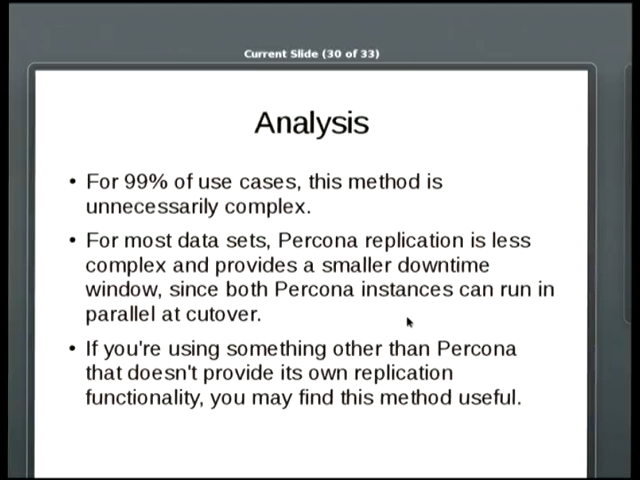 Current Slide (30 of 33)
Analysis
• For 99% of use cases, this method is
unnecessarily complex.
• For most data sets, Percona replication is less
complex and provides a smaller downtime
window, since both Percona instances can run in
parallel at cutover.
• If you're using something other than Percona
that doesn't provide its own replication
functionality, you may find this method useful.